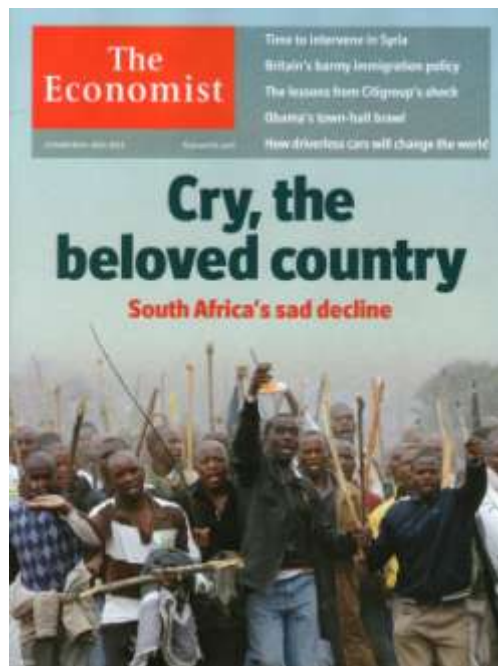 The
Economist
Time to intervene in Syria
Britain's barmy immigration policy
The lessons from Citigroup's shock
Obama's town-hall brawl
How driverless cars will change the world
Cry, the
beloved country
South Africa's sad decline